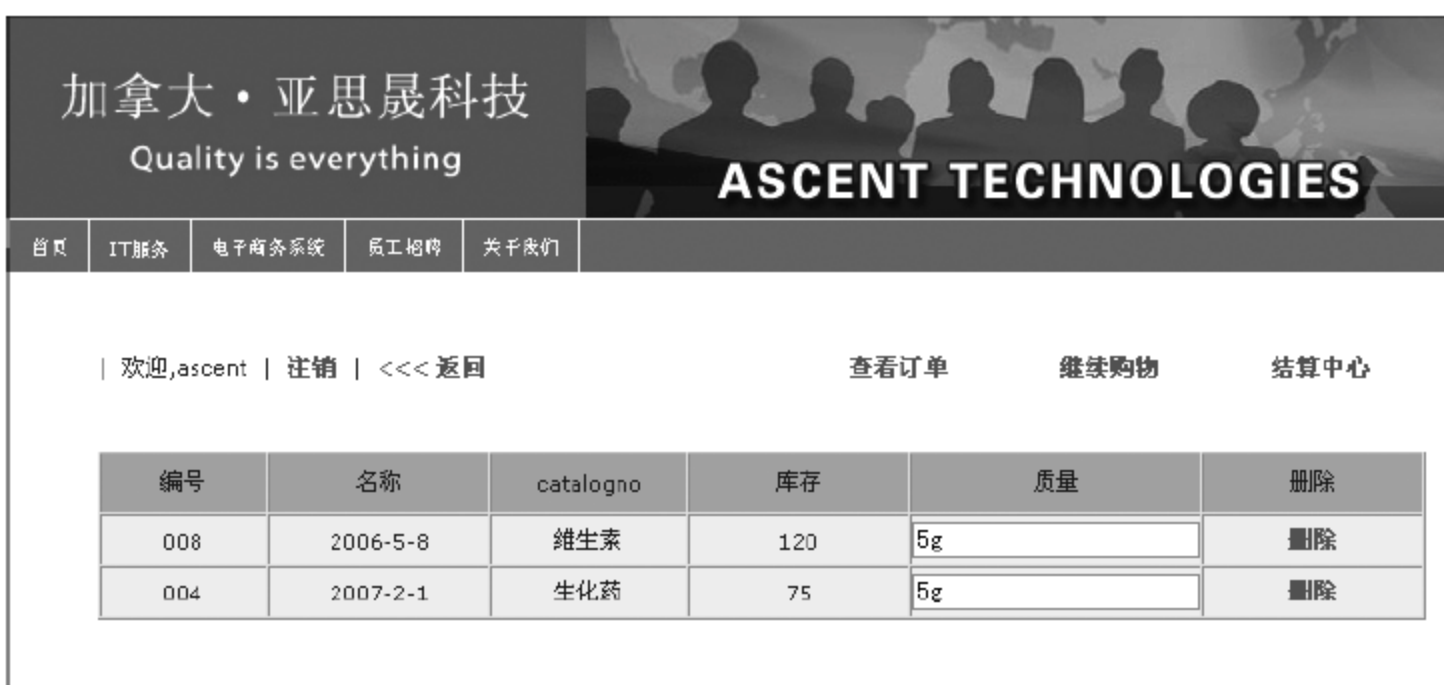 加拿大·亚思晟科技
Quality is everything
ASCENT TECHNOLOGIES
首页 IT服务 电子商务系统 员工招聘 关于我们
| 欢迎,ascent | 注销 | <<< 返回 查看订单 继续购物 结算中心
编号 名称 catalogno 库存 质量 删除
008 2006-5-8 维生素 120 5g 删除
004 2007-2-1 生化药 75 5g 删除